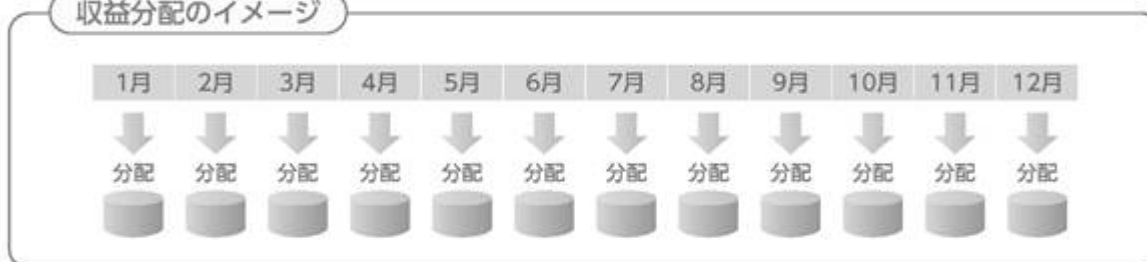 収益分配のイメージ
1月 2月 3月 4月 5月 6月 7月 8月 9月 10月 11月 12月
分配 分配 分配 分配 分配 分配 分配 分配 分配 分配 分配 分配